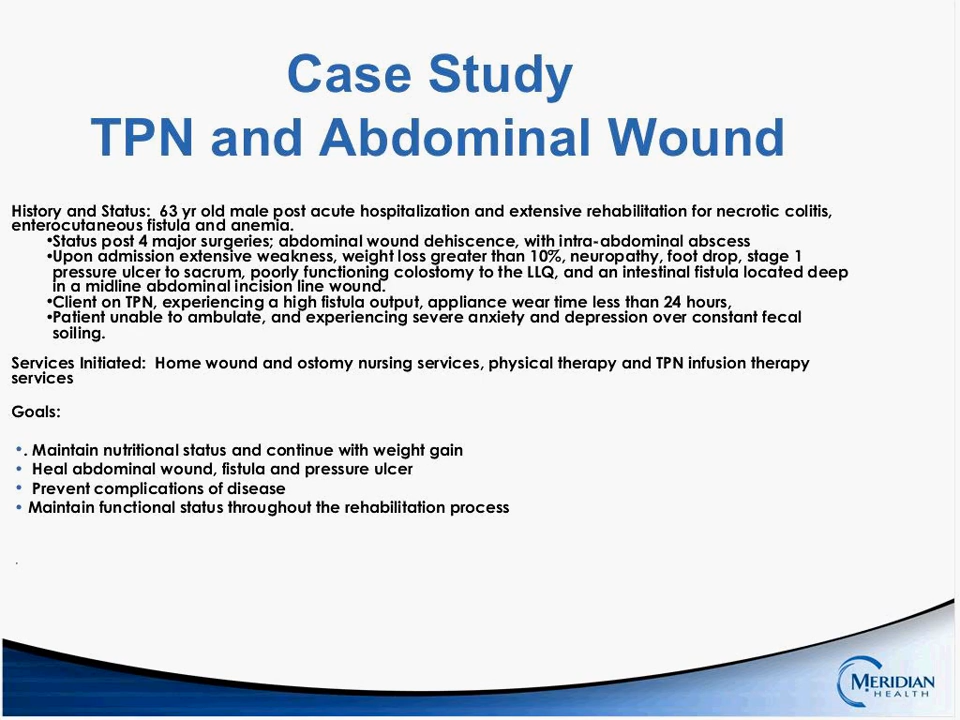 Case Study
TPN and Abdominal Wound
History and Status:  63 yr old male post acute hospitalization and extensive rehabilitation for necrotic colitis,
enterocutaneous fistula and anemia.
•Status post 4 major surgeries; abdominal wound dehiscence, with intra-abdominal abscess
•Upon admission extensive weakness, weight loss greater than 10%, neuropathy, foot drop, stage 1
pressure ulcer to sacrum, poorly functioning colostomy to the LLQ, and an intestinal fistula located deep
in a midline abdominal incision line wound.
•Client on TPN, experiencing a high fistula output, appliance wear time less than 24 hours,
•Patient unable to ambulate, and experiencing severe anxiety and depression over constant fecal
soiling.
Services Initiated:  Home wound and ostomy nursing services, physical therapy and TPN infusion therapy
services
Goals:
• . Maintain nutritional status and continue with weight gain
• Heal abdominal wound, fistula and pressure ulcer
• Prevent complications of disease
• Maintain functional status throughout the rehabilitation process
.
MERIDIAN
HEALTH